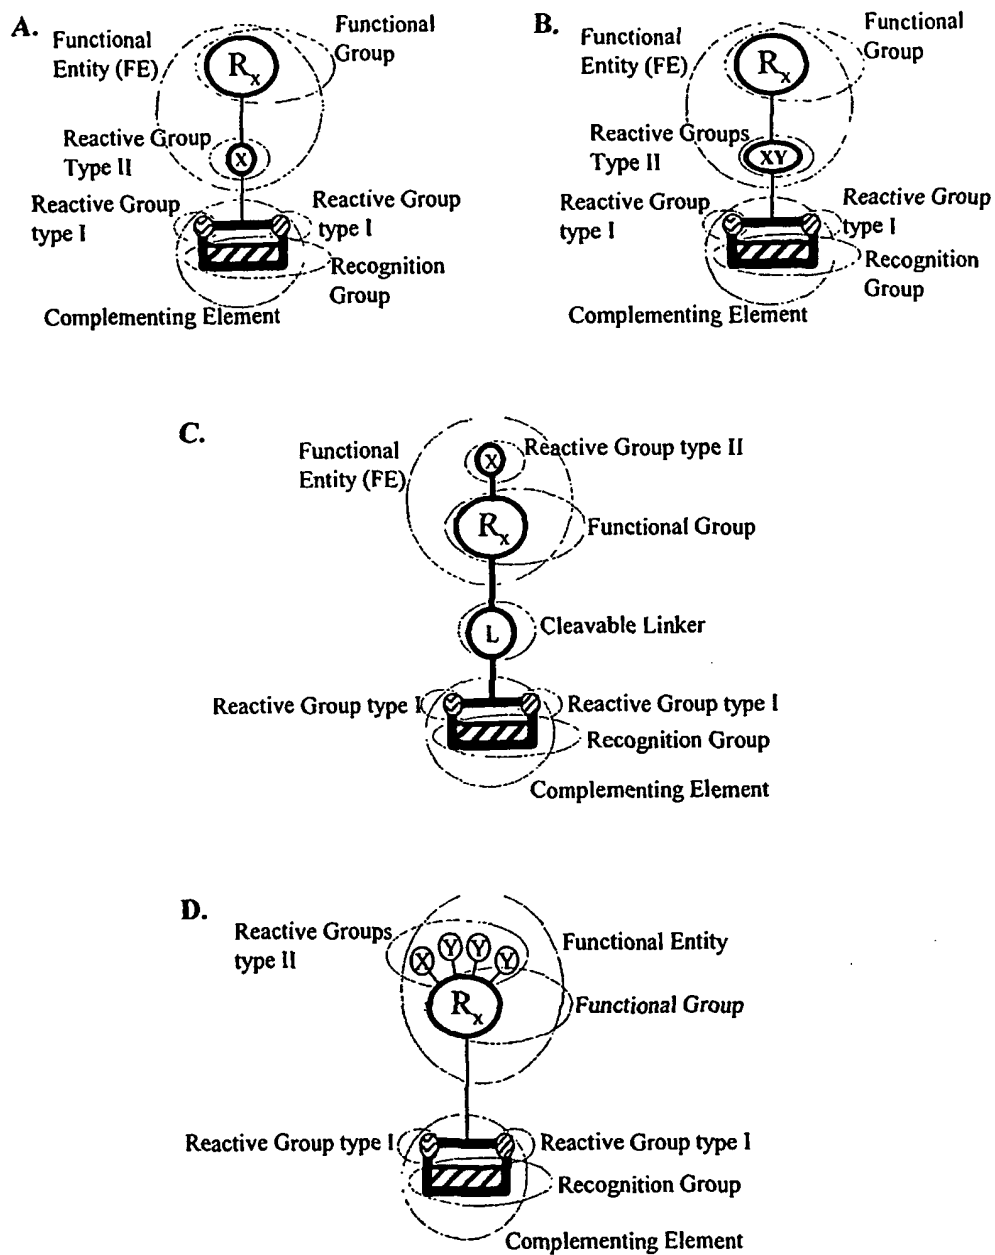 A.
Functional
Entity (FE)
Functional
Group
Rx
Reactive Group
Type II
X
Reactive Group
type I
Reactive Group
type I
Recognition
Group
Complementing Element
B.
Functional
Entity (FE)
Functional
Group
Rx
Reactive Groups
Type II
XY
Reactive Group
type I
Reactive Group
type I
Recognition
Group
Complementing Element
C.
Functional
Entity (FE)
X
Reactive Group type II
Rx
Functional Group
L
Cleavable Linker
Reactive Group type I
Reactive Group type I
Recognition Group
Complementing Element
D.
Reactive Groups
type II
X Y Y Y
Functional Entity
Rx
Functional Group
Reactive Group type I
Reactive Group type I
Recognition Group
Complementing Element